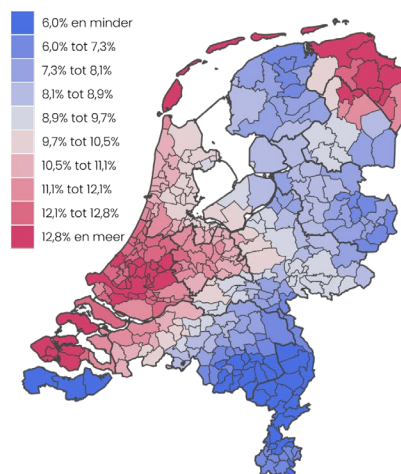 6,0% en minder
6,0% tot 7,3%
7,3% tot 8,1%
8,1% tot 8,9%
8,9% tot 9,7%
9,7% tot 10,5%
10,5% tot 11,1%
11,1% tot 12,1%
12,1% tot 12,8%
12,8% en meer